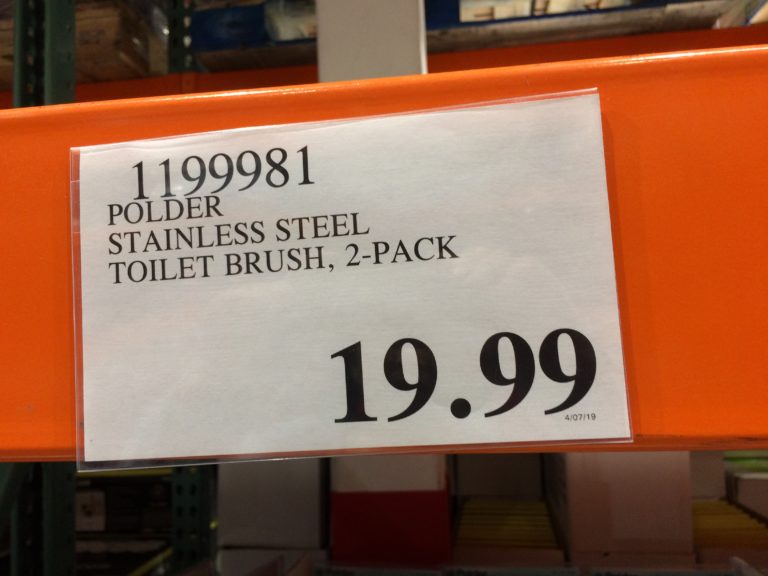 1199981
POLDER
STAINLESS STEEL
TOILET BRUSH, 2-PACK
19.99
4/07/19